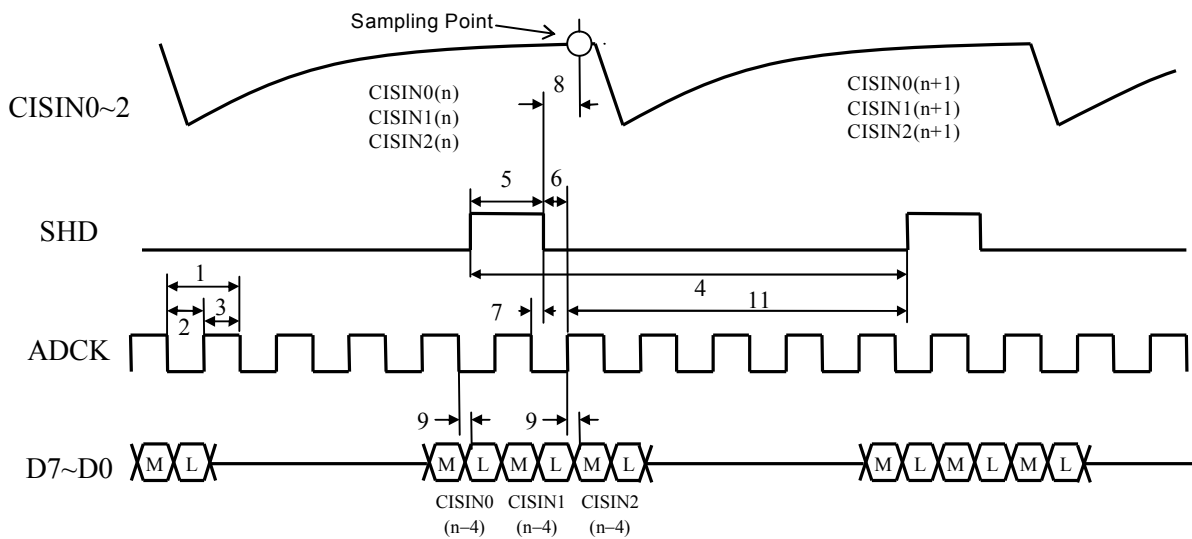 Sampling Point
CISIN0~2
CISIN0(n)
CISIN1(n)
CISIN2(n)
8
CISIN0(n+1)
CISIN1(n+1)
CISIN2(n+1)
5
6
SHD
1
4
2
3
7
11
ADCK
9
9
D7~D0
M L M L M L M L M L M L M L
CISIN0 CISIN1 CISIN2
(n–4) (n–4) (n–4)